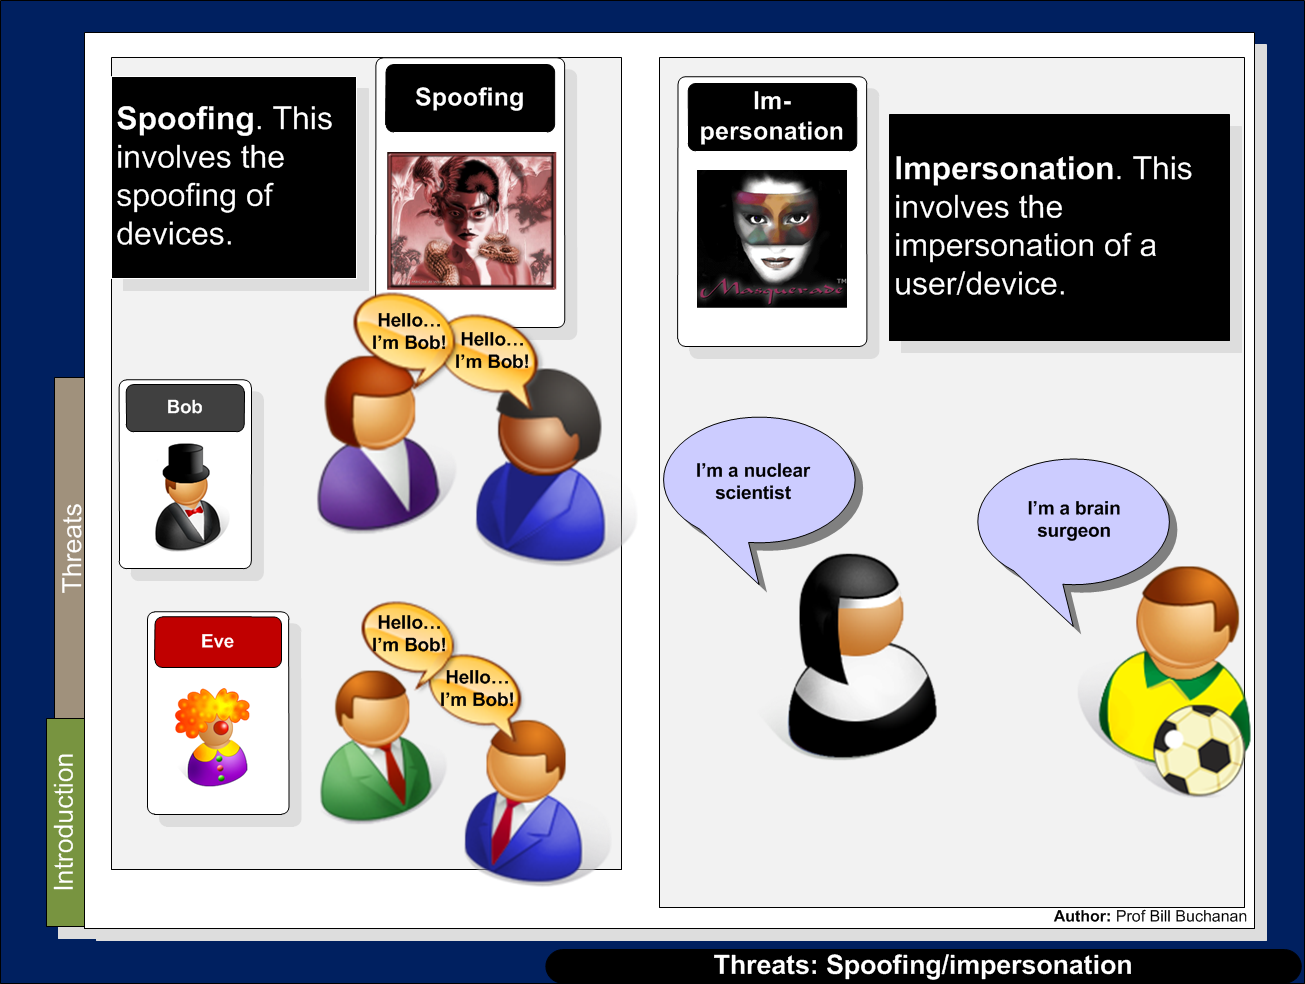 Spoofing. This
involves the
spoofing of
devices.
Spoofing
Hello...
I'm Bob!
Hello...
I'm Bob!
Bob
Eve
Hello...
I'm Bob!
Hello...
I'm Bob!
Im-
personation
Masquerade™
Impersonation. This
involves the
impersonation of a
user/device.
I'm a nuclear
scientist
I'm a brain
surgeon
Threats
Introduction
Author: Prof Bill Buchanan
Threats: Spoofing/impersonation